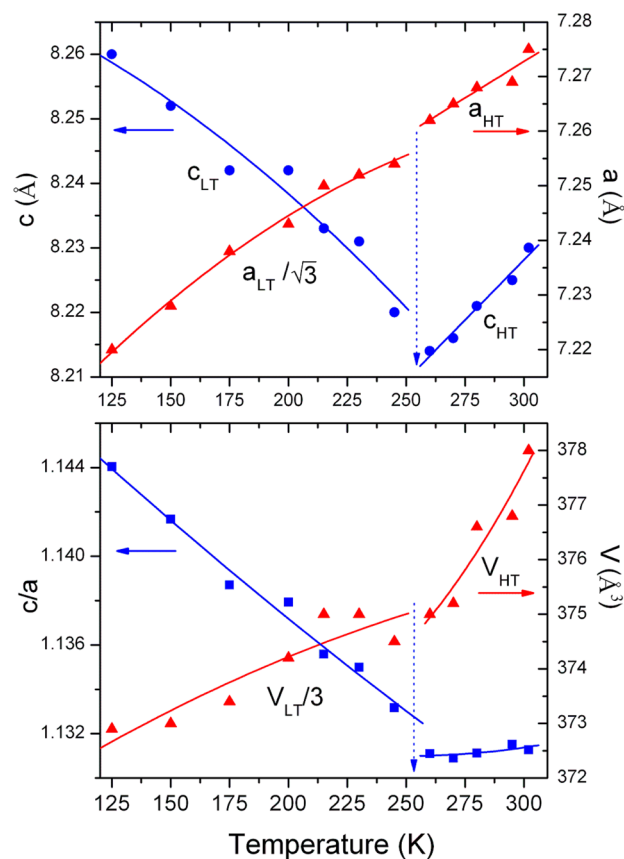 8.26
8.25
8.24
8.23
8.22
8.21
c (Å)
7.28
7.27
7.26
7.25
7.24
7.23
7.22
a (Å)
c_LT
a_LT/√3
a_HT
c_HT
125 150 175 200 225 250 275 300
1.144
1.140
1.136
1.132
c/a
378
377
376
375
374
373
372
V (Å³)
V_HT
V_LT/3
100 125 150 175 200 225 250 275 300
Temperature (K)